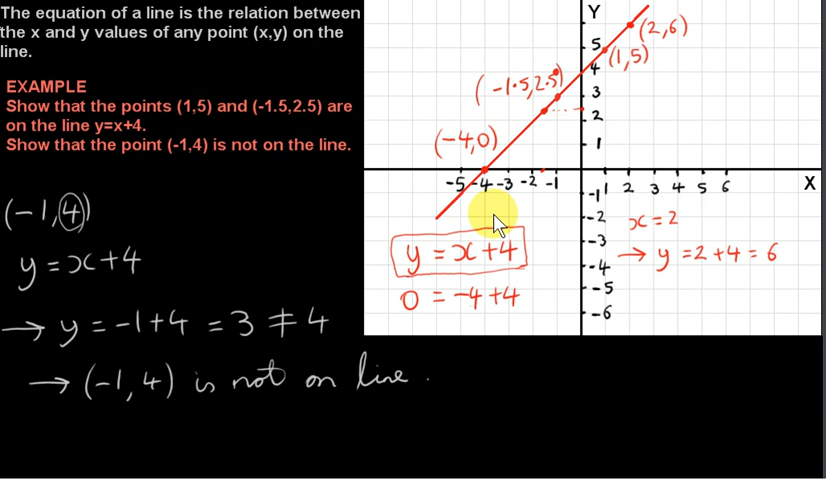 The equation of a line is the relation between
the x and y values of any point (x,y) on the
line.
EXAMPLE
Show that the points (1,5) and (-1.5,2.5) are
on the line y=x+4.
Show that the point (-1,4) is not on the line.
(-1,4)
y = x+4
→ y = -1+4 = 3 ≠ 4
→ (-1,4) is not on line.
Y
(2,6)
5
(1,5)
4
(-1.5,2.5)
3
2
(-4,0)
1
-5 -4 -3 -2 -1 1 2 3 4 5 6 X
-1
-2
x = 2
-3
y = x+4
-4
→ y = 2+4 = 6
-5
0 = -4+4
-6